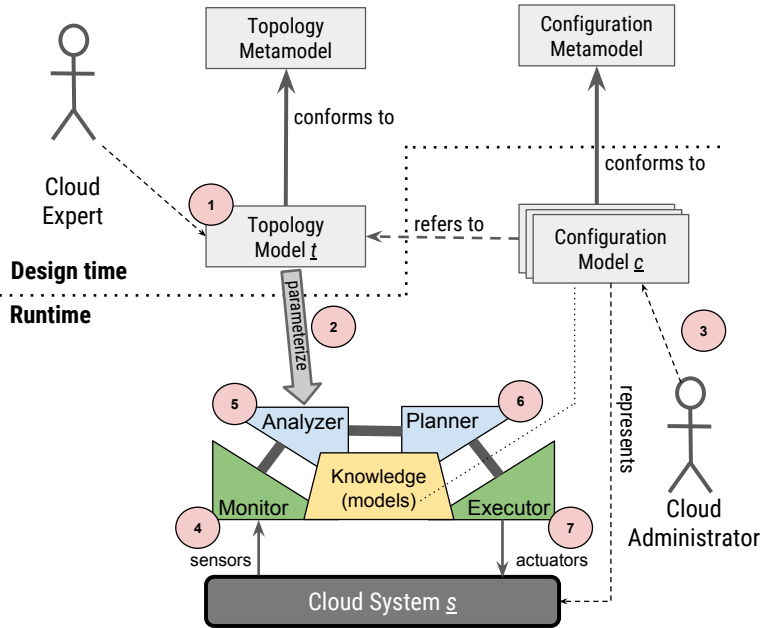 Topology
Metamodel
Configuration
Metamodel
conforms to
conforms to
Cloud
Expert
1
Topology
Model t
refers to
Configuration
Model c
Design time
Runtime
parameterize
2
3
represents
5
Analyzer
Planner
6
Knowledge
(models)
Monitor
Executor
4
7
sensors
actuators
Cloud
Administrator
Cloud System s